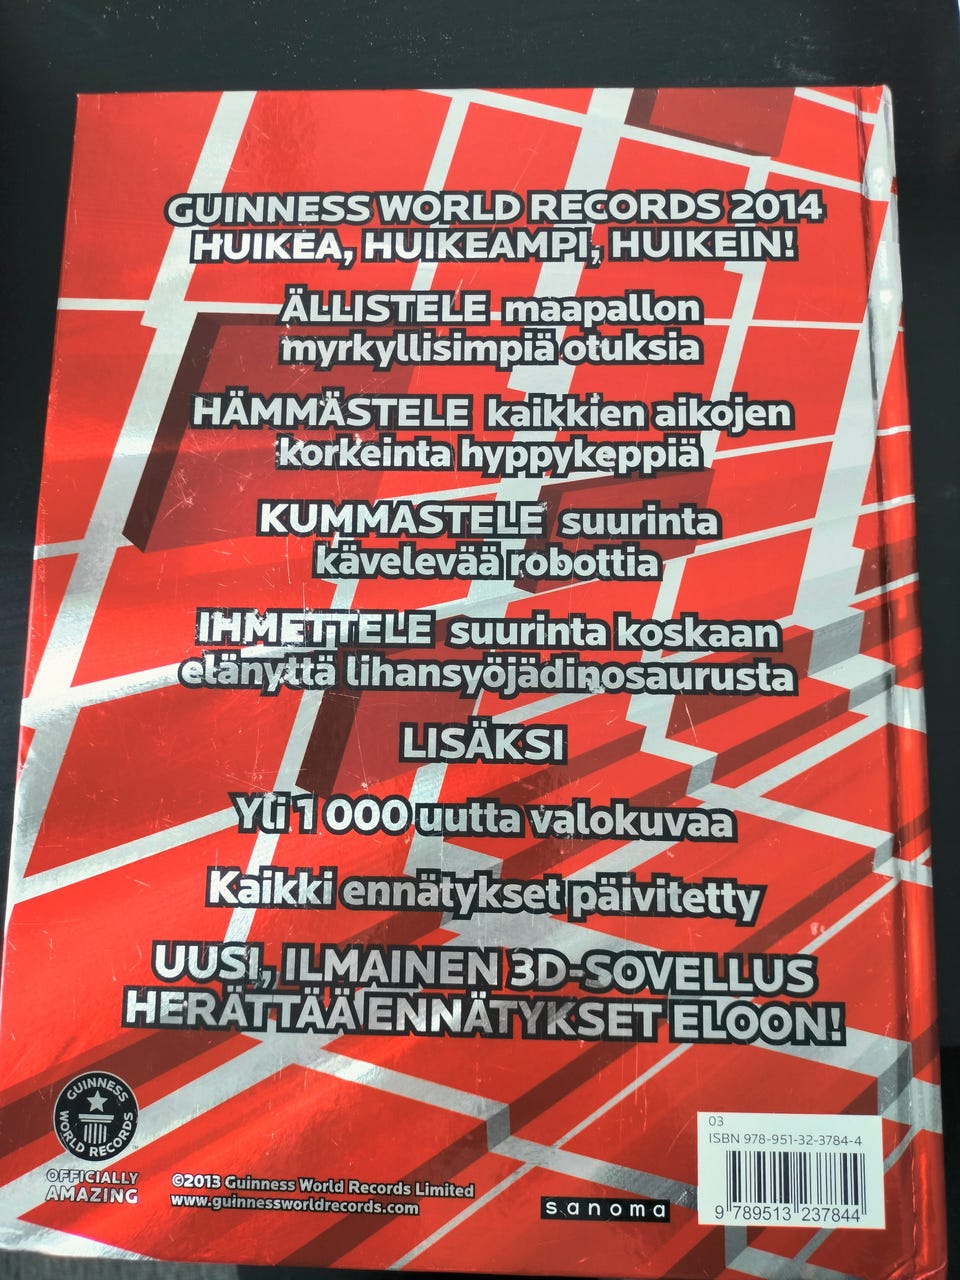 GUINNESS WORLD RECORDS 2014
HUIKEA, HUIKEAMPI, HUIKEIN!
ÄLLISTELE maapallon
myrkyllisimpiä otuksia
HÄMMÄSTELE kaikkien aikojen
korkeinta hyppykeppiä
KUMMASTELE suurinta
kävelevää robottia
IHMETTELE suurinta koskaan
elänyttä lihansyöjädinosaurusta
LISÄKSI
Yli 1 000 uutta valokuvaa
Kaikki ennätykset päivitetty
UUSI, ILMAINEN 3D-SOVELLUS
HERÄTTÄÄ ENNÄTYKSET ELOON!
GUINNESS
WORLD RECORDS
™
OFFICIALLY
AMAZING
©2013 Guinness World Records Limited
www.guinnessworldrecords.com
sanoma
03
ISBN 978-951-32-3784-4
9 789513 237844